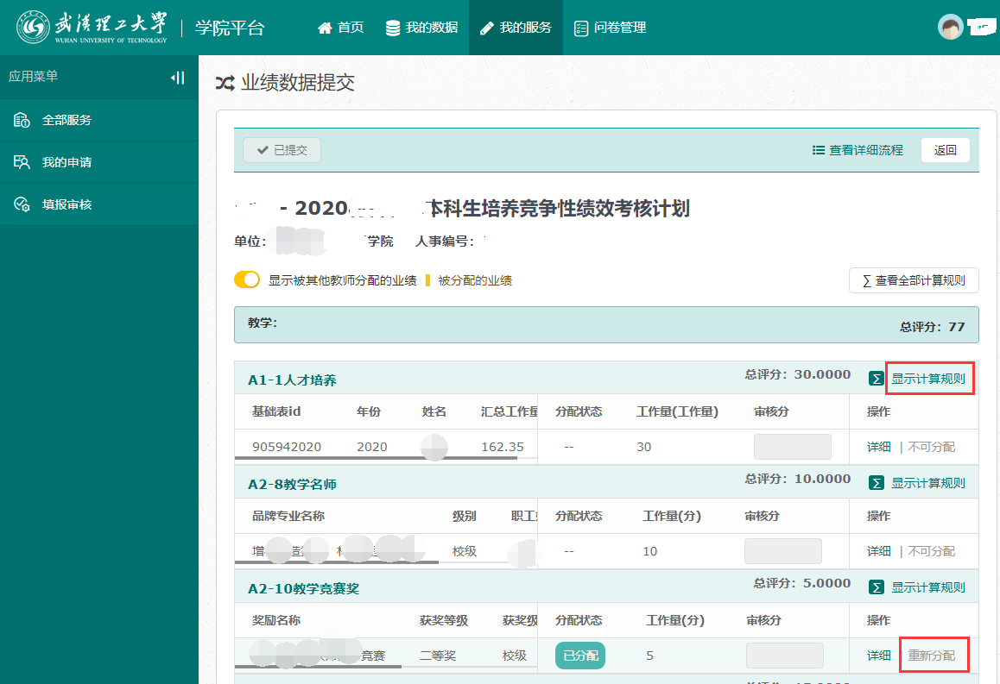 武漢理工大学
WUHAN UNIVERSITY OF TECHNOLOGY
学院平台
首页
我的数据
我的服务
问卷管理
应用菜单
全部服务
我的申请
填报审核
业绩数据提交
已提交
查看详细流程
返回
- 2020 本科生培养竞争性绩效考核计划
单位： 学院 人事编号：
显示被其他教师分配的业绩
被分配的业绩
∑ 查看全部计算规则
教学：
总评分：77
A1-1人才培养 总评分：30.0000 ∑ 显示计算规则
基础表id 年份 姓名 汇总工作量 分配状态 工作量(工作量) 审核分 操作
905942020 2020 162.35 -- 30 详细 | 不可分配
A2-8教学名师 总评分：10.0000 ∑ 显示计算规则
品牌专业名称 级别 职工 分配状态 工作量(分) 审核分 操作
增 造 校级 -- 10 详细 | 不可分配
A2-10教学竞赛奖 总评分：5.0000 ∑ 显示计算规则
奖励名称 获奖等级 获奖级 分配状态 工作量(分) 审核分 操作
竞赛 二等奖 校级 已分配 5 详细 重新分配